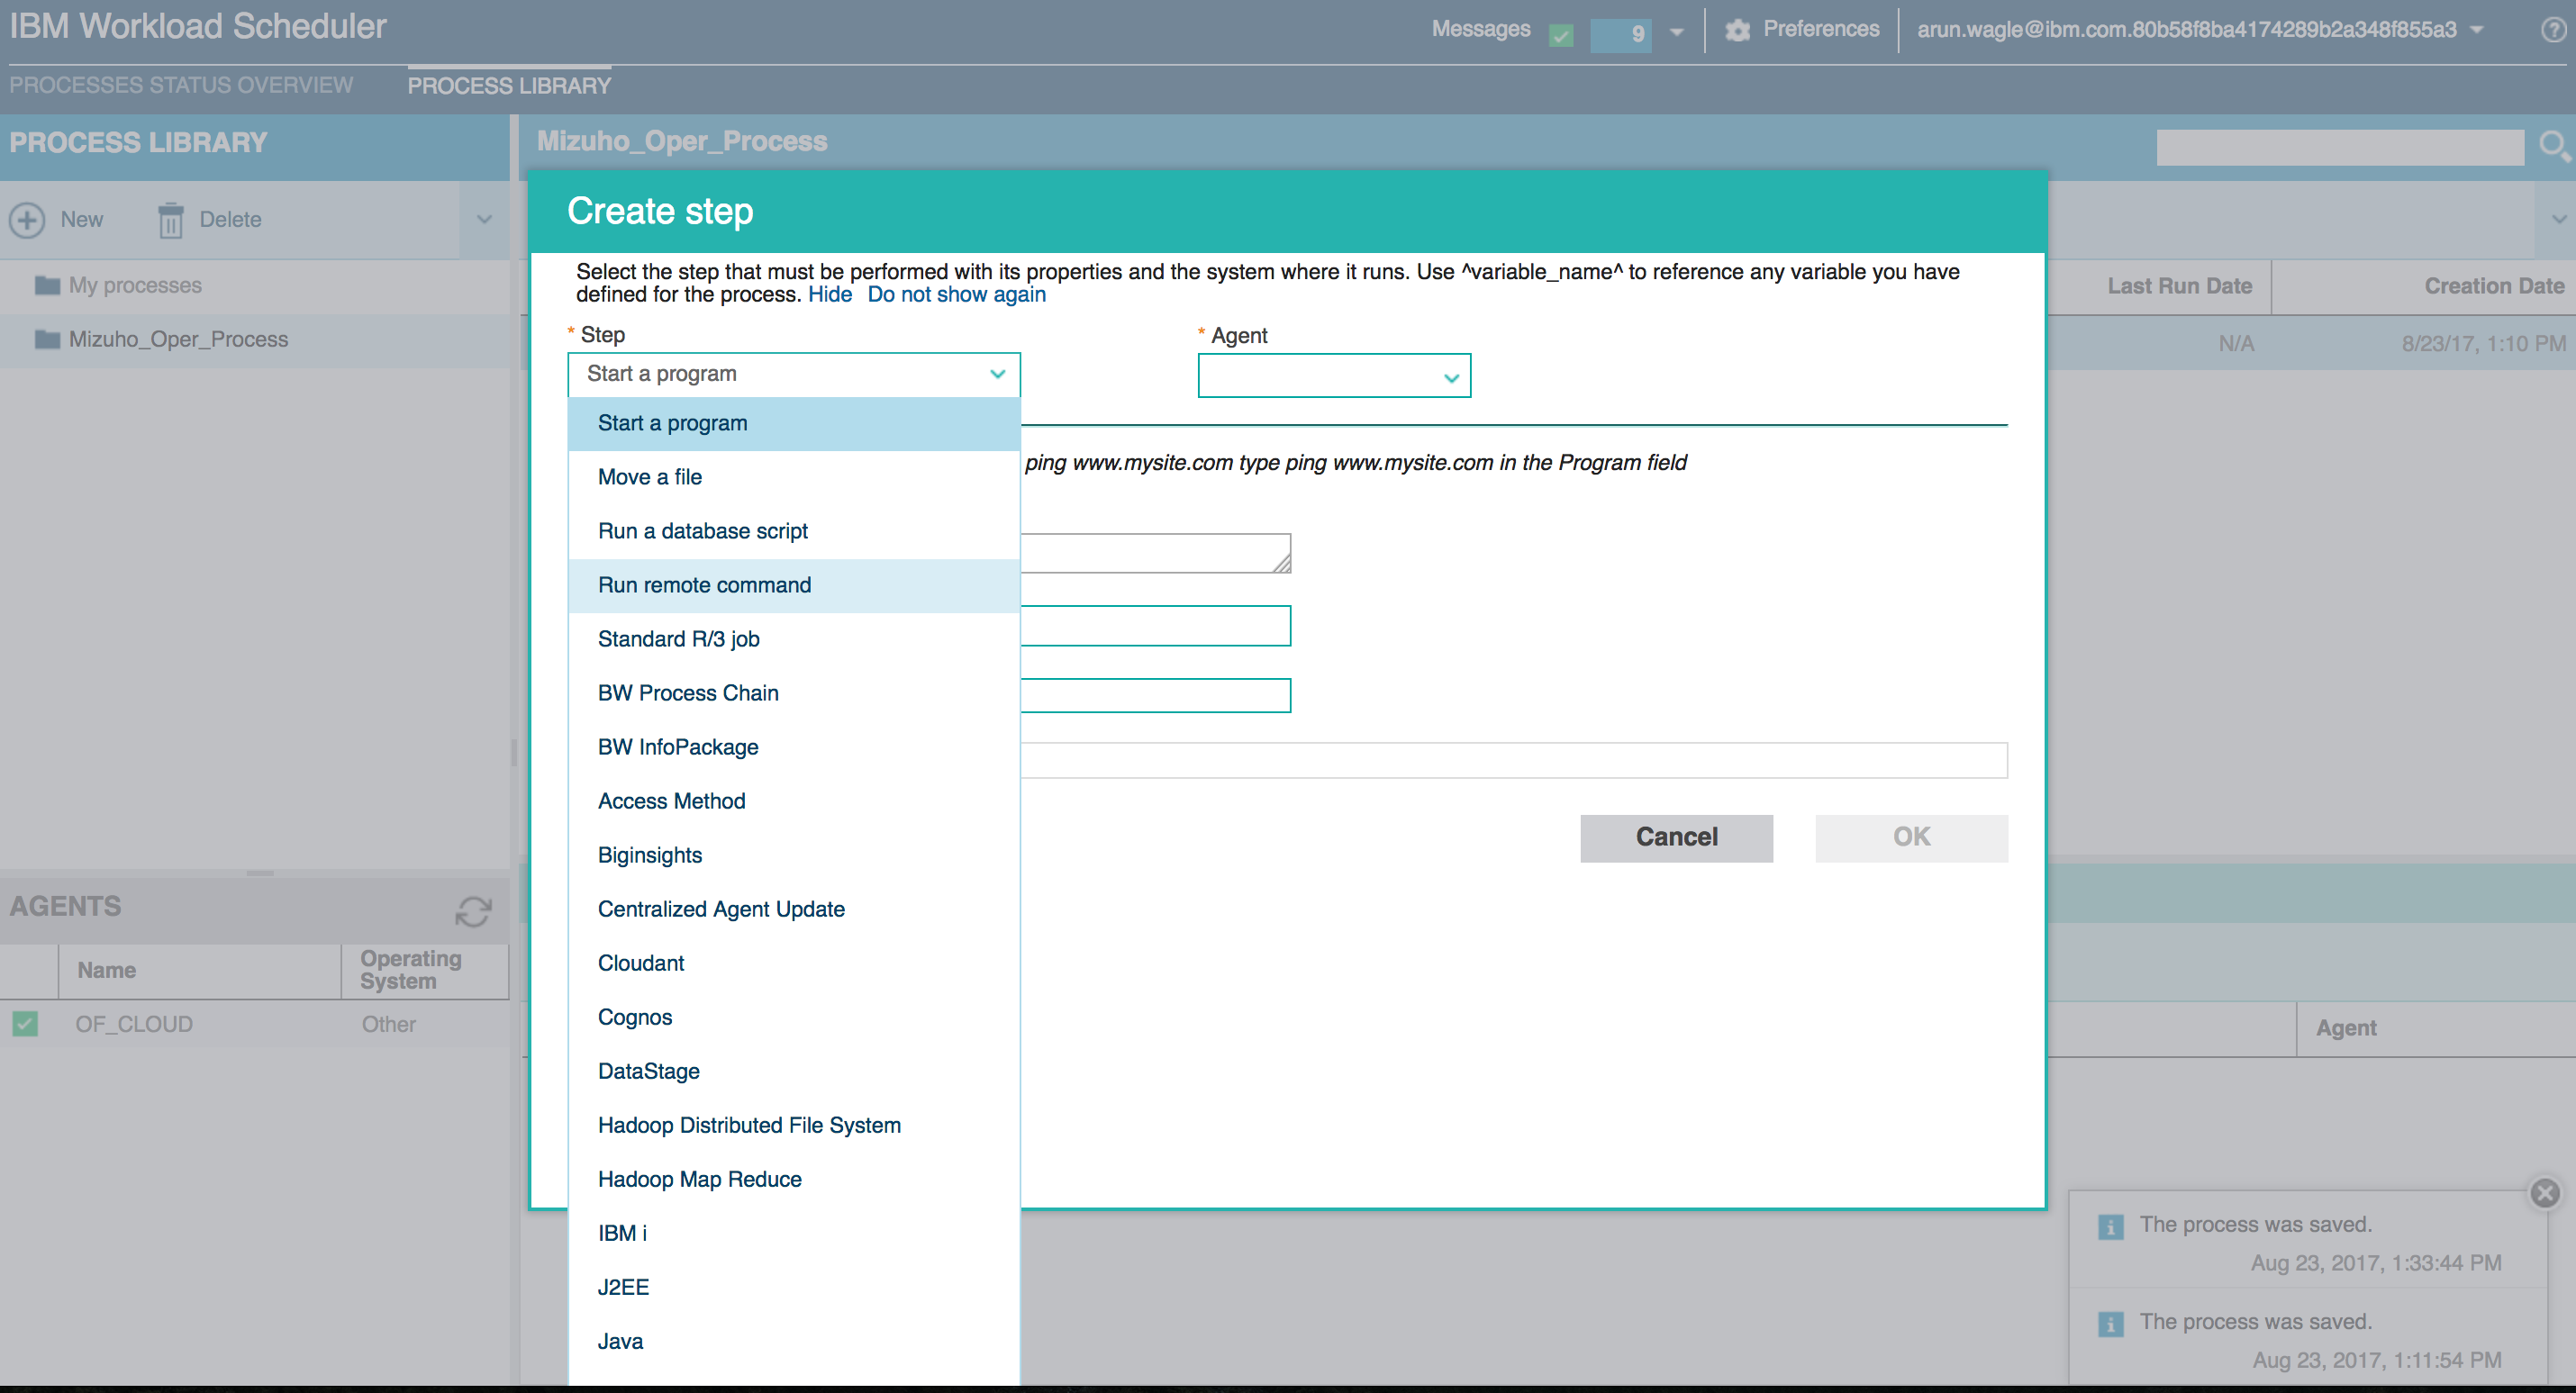 IBM Workload Scheduler
Messages 9 Preferences arun.wagle@ibm.com.80b58f8ba4174289b2a348f855a3 ?
PROCESSES STATUS OVERVIEW PROCESS LIBRARY
PROCESS LIBRARY
New Delete
My processes
Mizuho_Oper_Process
AGENTS
Name Operating System
OF_CLOUD Other
Mizuho_Oper_Process
Last Run Date Creation Date
N/A 8/23/17, 1:10 PM
Create step
Select the step that must be performed with its properties and the system where it runs. Use ^variable_name^ to reference any variable you have
defined for the process. Hide Do not show again
* Step * Agent
Start a program
Start a program
ping www.mysite.com type ping www.mysite.com in the Program field
Move a file
Run a database script
Run remote command
Standard R/3 job
BW Process Chain
BW InfoPackage
Access Method
Biginsights
Centralized Agent Update
Cloudant
Cognos
DataStage
Hadoop Distributed File System
Hadoop Map Reduce
IBM i
J2EE
Java
Cancel OK
Agent
The process was saved.
Aug 23, 2017, 1:33:44 PM
The process was saved.
Aug 23, 2017, 1:11:54 PM